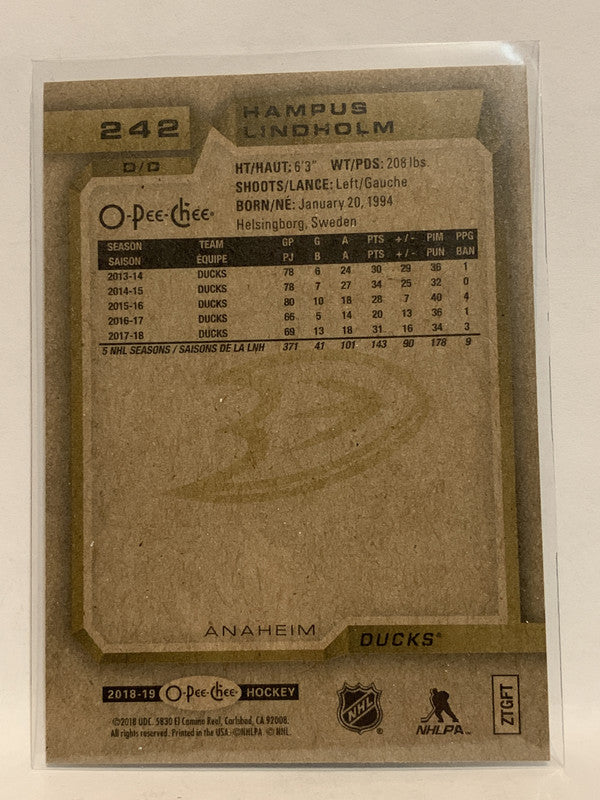 242
HAMPUS
LINDHOLM
D/D
HT/HAUT: 6'3" WT/PDS: 208 lbs.
SHOOTS/LANCE: Left/Gauche
BORN/NÉ: January 20, 1994
Helsingborg, Sweden
O-Pee-Chee®
SEASON TEAM GP G A PTS +/- PIM PPG
SAISON ÉQUIPE PJ B A PTS +/- PUN BAN
2013-14 DUCKS 78 6 24 30 29 36 1
2014-15 DUCKS 78 7 27 34 25 32 0
2015-16 DUCKS 80 10 18 28 7 40 4
2016-17 DUCKS 66 5 14 20 13 36 1
2017-18 DUCKS 69 13 18 31 16 34 3
5 NHL SEASONS / SAISONS DE LA LNH 371 41 101 143 90 178 9
ANAHEIM
DUCKS®
2018-19 O-Pee-Chee® HOCKEY
©2018 UDC. 5830 El Camino Real, Carlsbad, CA 92008.
All rights reserved. Printed in the USA. ©NHLPA. © NHL.
NHL
NHLPA
ZTGFT